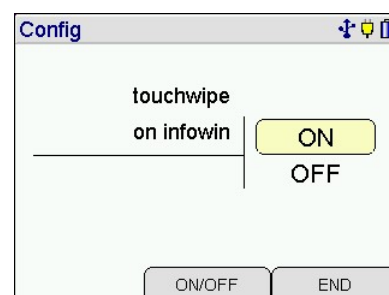 Config
touchwipe
on infowin
ON
OFF
ON/OFF
END